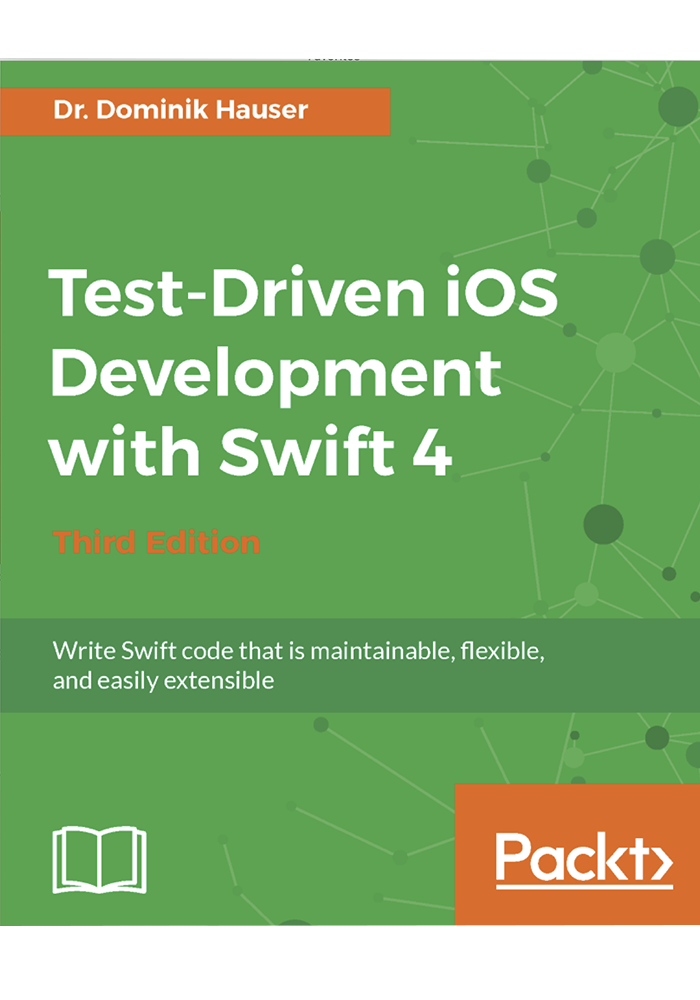 Dr. Dominik Hauser
Test-Driven iOS
Development
with Swift 4
Third Edition
Write Swift code that is maintainable, flexible,
and easily extensible
Packt